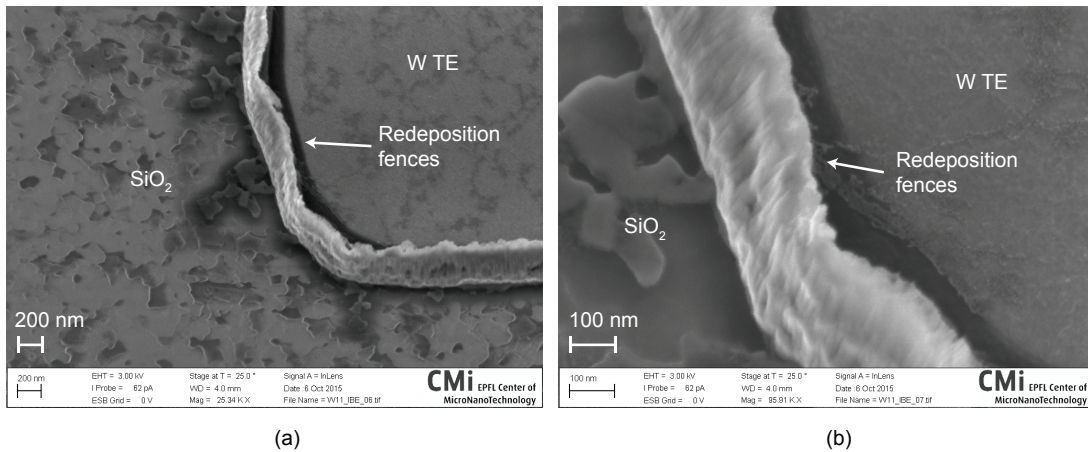 W TE
Redeposition
fences
SiO₂
200 nm
200 nm
EHT = 3.00 kV
I Probe = 62 pA
ESB Grid = 0 V
Stage at T = 25.0 °
WD = 4.0 mm
Mag = 25.34 K X
Signal A = InLens
Date :6 Oct 2015
File Name = W11_IBE_06.tif
CMi EPFL Center of
MicroNanoTechnology
(a)
W TE
Redeposition
fences
SiO₂
100 nm
100 nm
EHT = 3.00 kV
I Probe = 62 pA
ESB Grid = 0 V
Stage at T = 25.0 °
WD = 4.0 mm
Mag = 95.91 K X
Signal A = InLens
Date :6 Oct 2015
File Name = W11_IBE_07.tif
CMi EPFL Center of
MicroNanoTechnology
(b)